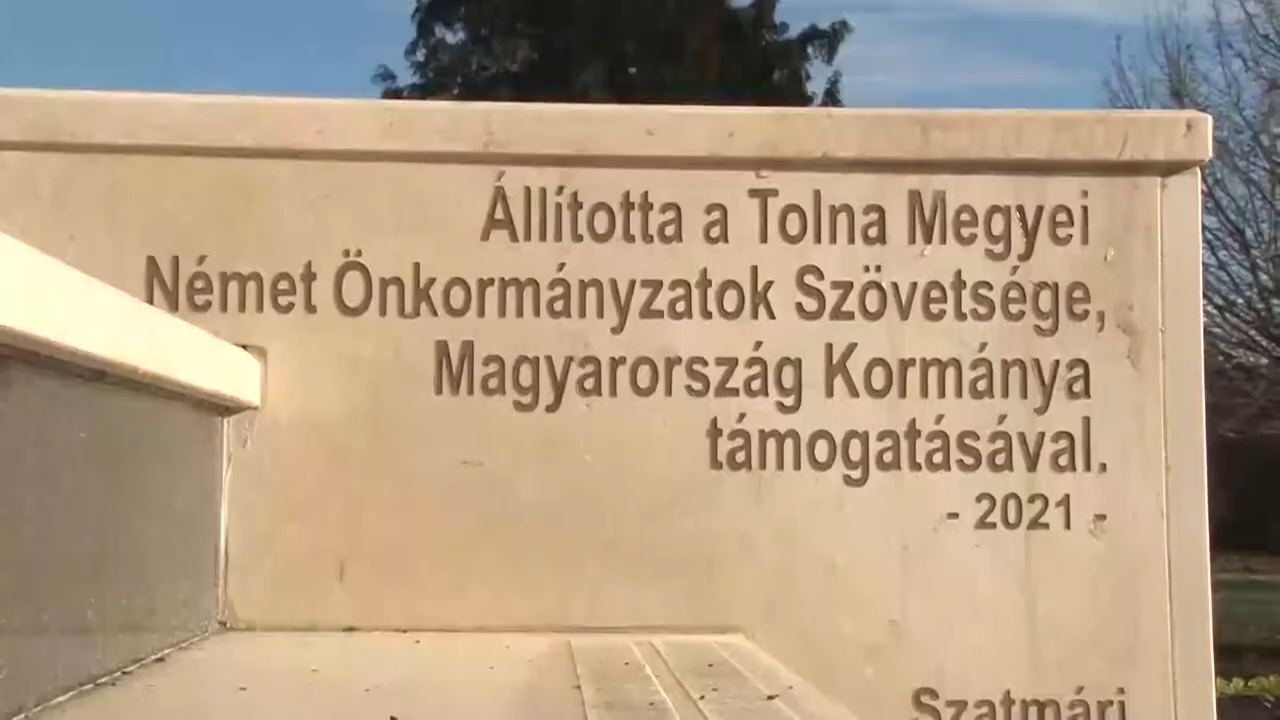 Állította a Tolna Megyei
Német Önkormányzatok Szövetsége,
Magyarország Kormánya
támogatásával.
- 2021 -
Szatmári